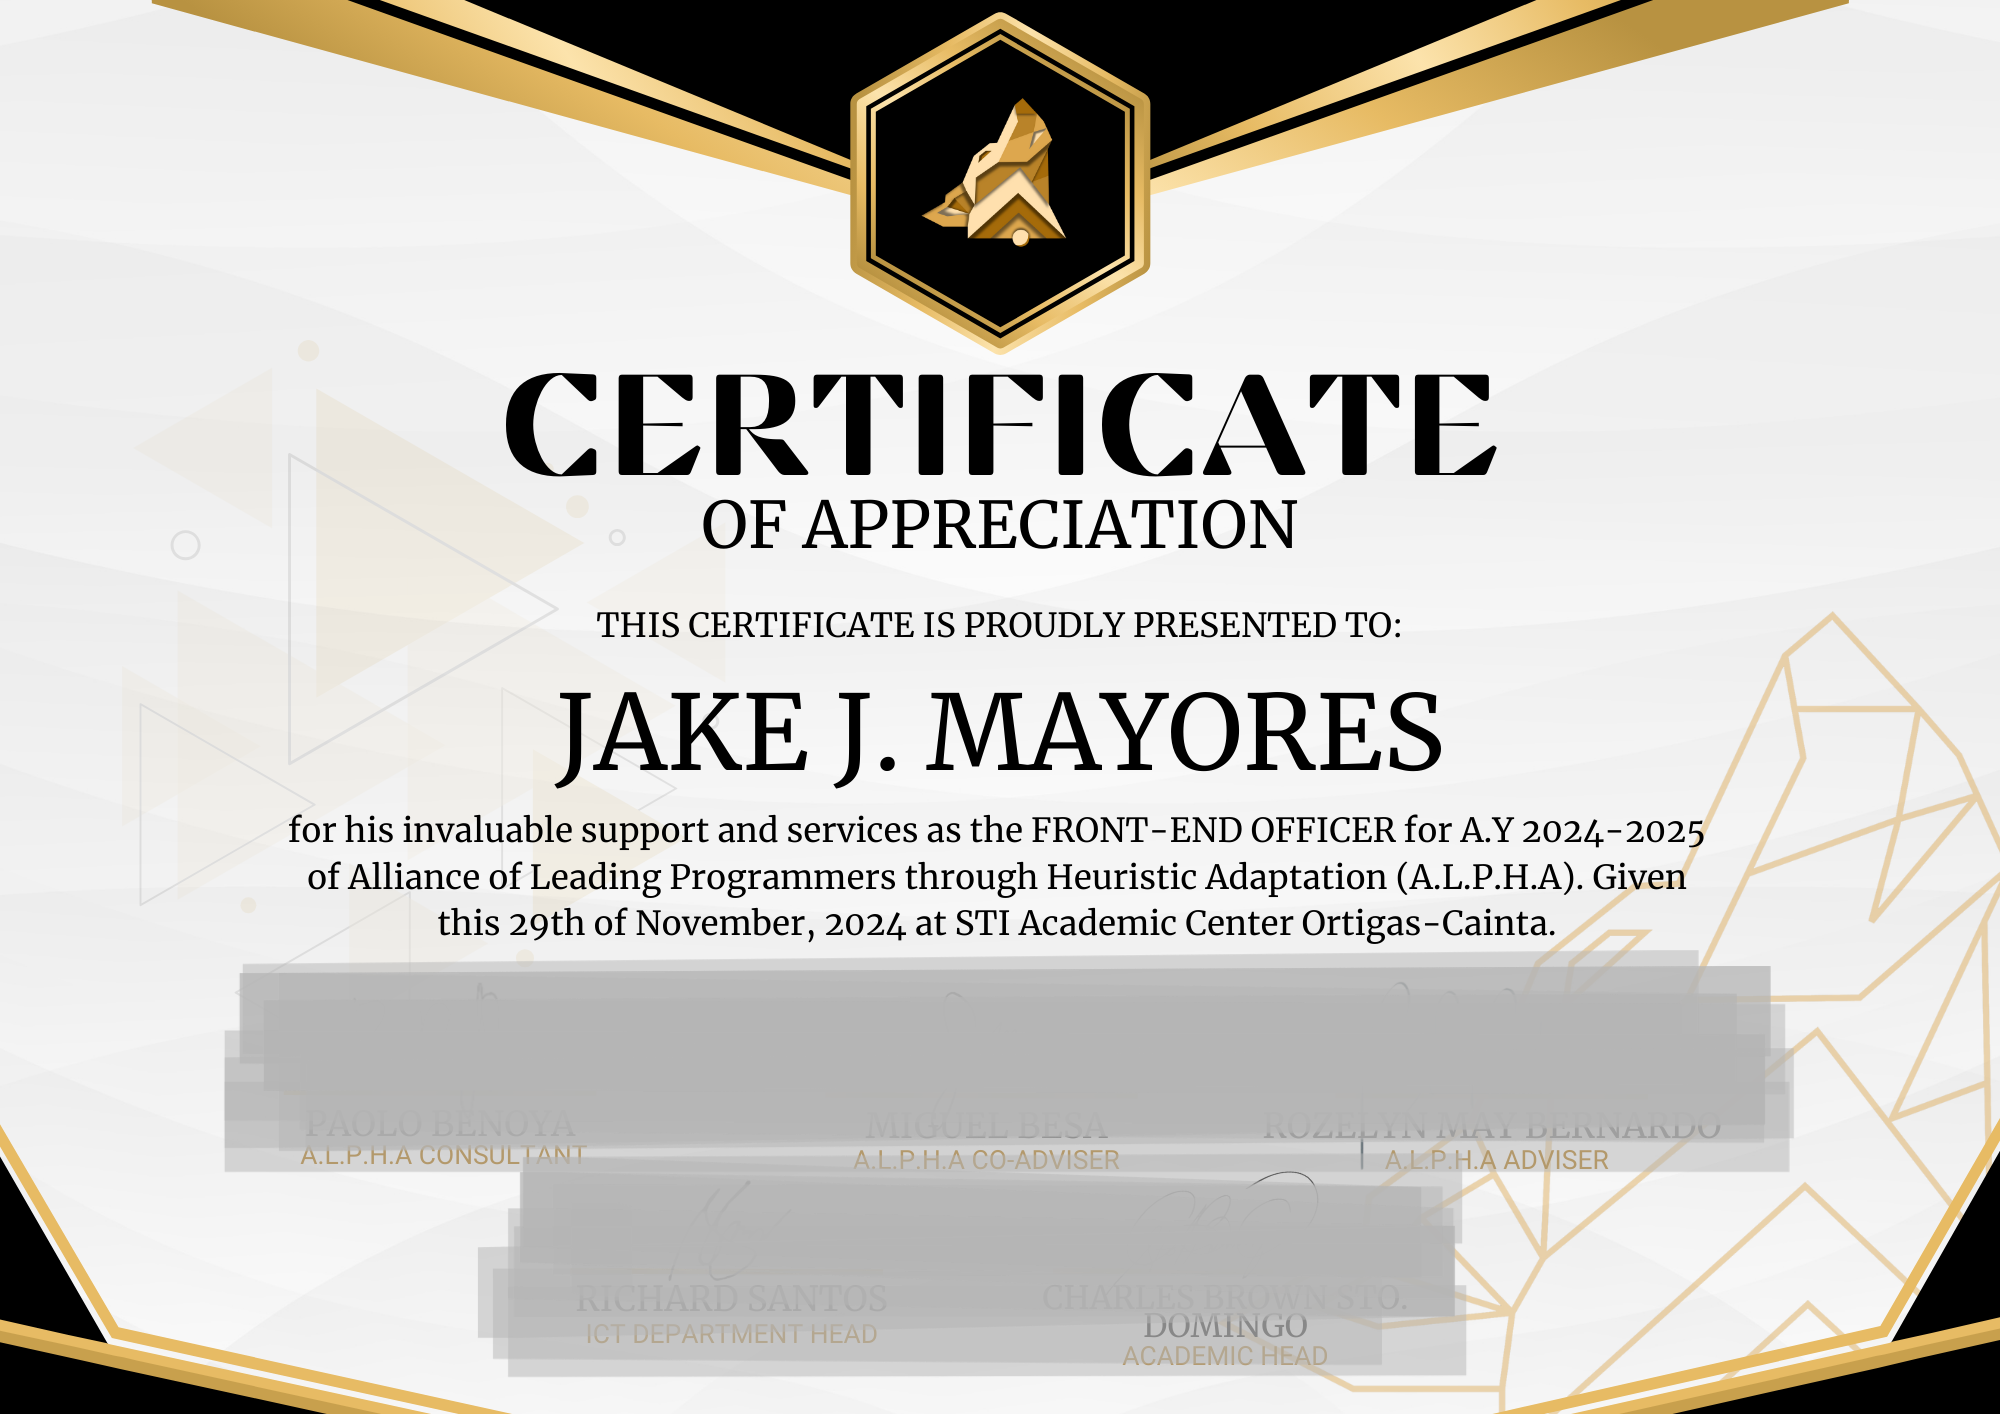 CERTIFICATE
OF APPRECIATION
THIS CERTIFICATE IS PROUDLY PRESENTED TO:
JAKE J. MAYORES
for his invaluable support and services as the FRONT-END OFFICER for A.Y 2024-2025
of Alliance of Leading Programmers through Heuristic Adaptation (A.L.P.H.A). Given
this 29th of November, 2024 at STI Academic Center Ortigas-Cainta.
PAOLO BENOYA MIGUEL BESA ROZELYN MAY BERNARDO
A.L.P.H.A CONSULTANT A.L.P.H.A CO-ADVISER A.L.P.H.A ADVISER
RICHARD SANTOS CHARLES BROWN STO.
DOMINGO
ICT DEPARTMENT HEAD ACADEMIC HEAD